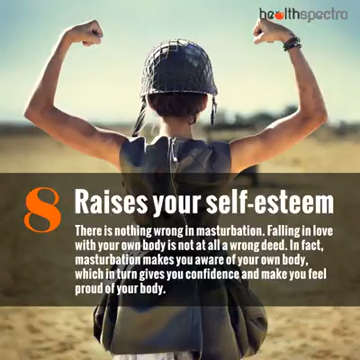 healthspectra
8 Raises your self-esteem
There is nothing wrong in masturbation. Falling in love
with your own body is not at all a wrong deed. In fact,
masturbation makes you aware of your own body,
which in turn gives you confidence and make you feel
proud of your body.